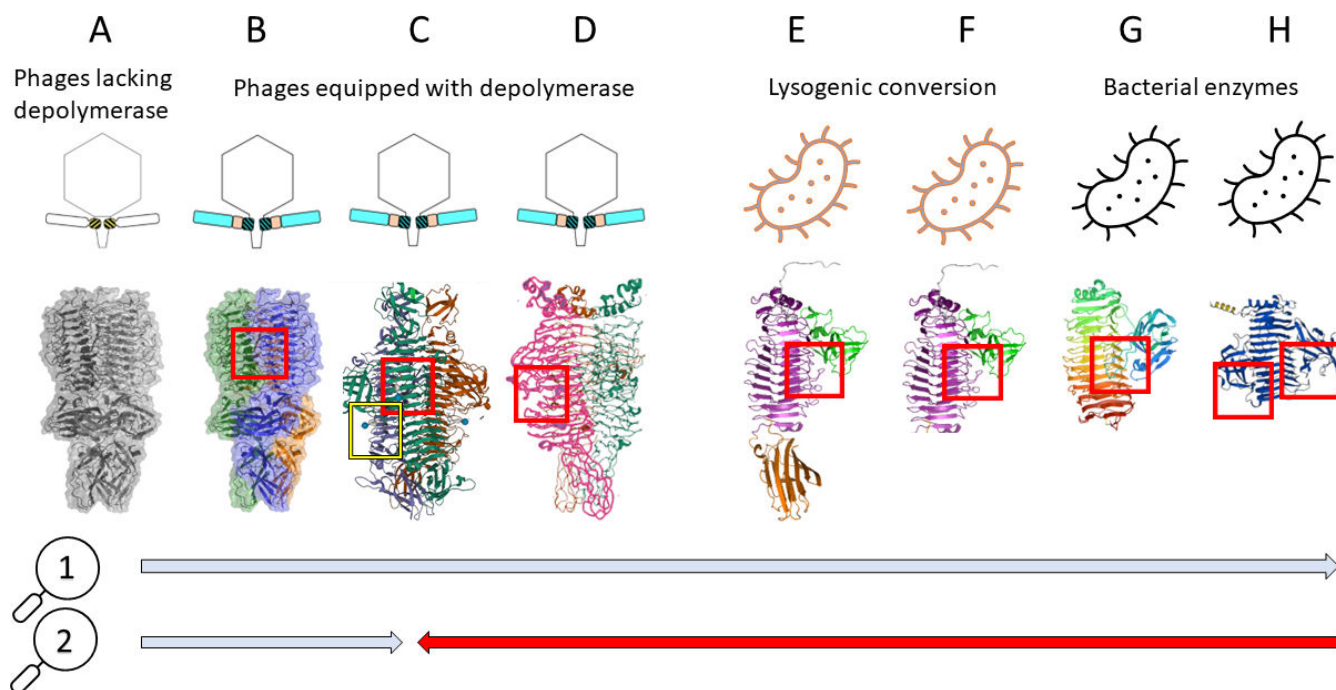 A B C D E F G H
Phages lacking
depolymerase
Phages equipped with depolymerase
Lysogenic conversion
Bacterial enzymes
1
2